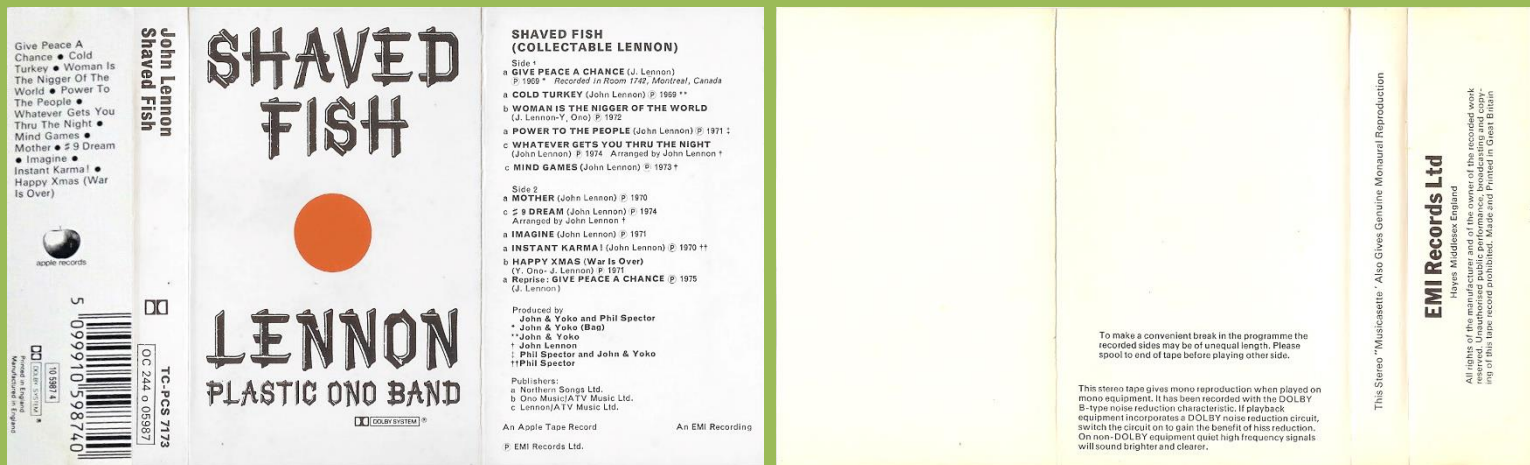 Give Peace A
Chance ● Cold
Turkey ● Woman Is
The Nigger Of The
World ● Power To
The People ●
Whatever Gets You
Thru The Night ●
Mind Games ●
Mother ● ♯ 9 Dream
● Imagine ●
Instant Karma! ●
Happy Xmas (War
Is Over)
apple records
5 099910 598740
10 5987 4
DOLBY SYSTEM ®
Printed in England
Manufactured in England
John Lennon
Shaved Fish
TC-PCS 7173
OC 244 o 05987
SHAVED
FISH
LENNON
PLASTIC ONO BAND
DOLBY SYSTEM ®
SHAVED FISH
(COLLECTABLE LENNON)
Side 1
a GIVE PEACE A CHANCE (J. Lennon)
℗ 1969 * Recorded in Room 1742, Montreal, Canada
a COLD TURKEY (John Lennon) ℗ 1969 **
b WOMAN IS THE NIGGER OF THE WORLD
(J. Lennon-Y, Ono) ℗ 1972
a POWER TO THE PEOPLE (John Lennon) ℗ 1971 ‡
c WHATEVER GETS YOU THRU THE NIGHT
(John Lennon) ℗ 1974 Arranged by John Lennon †
c MIND GAMES (John Lennon) ℗ 1973 †
Side 2
a MOTHER (John Lennon) ℗ 1970
c ♯ 9 DREAM (John Lennon) ℗ 1974
Arranged by John Lennon †
a IMAGINE (John Lennon) ℗ 1971
a INSTANT KARMA! (John Lennon) ℗ 1970 ††
b HAPPY XMAS (War Is Over)
(Y. Ono- J. Lennon) ℗ 1971
a Reprise: GIVE PEACE A CHANCE ℗ 1975
(J. Lennon)
Produced by
John & Yoko and Phil Spector
* John & Yoko (Bag)
**John & Yoko
† John Lennon
‡ Phil Spector and John & Yoko
††Phil Spector
Publishers:
a Northern Songs Ltd.
b Ono Music/ATV Music Ltd.
c Lennon/ATV Music Ltd.
An Apple Tape Record An EMI Recording
℗ EMI Records Ltd.
To make a convenient break in the programme the
recorded sides may be of unequal length. Please
spool to end of tape before playing other side.
This stereo tape gives mono reproduction when played on
mono equipment. It has been recorded with the DOLBY
B-type noise reduction characteristic. If playback
equipment incorporates a DOLBY noise reduction circuit,
switch the circuit on to gain the benefit of hiss reduction.
On non-DOLBY equipment quiet high frequency signals
will sound brighter and clearer.
This Stereo "Musicasette' Also Gives Genuine Monaural Reproduction
EMI Records Ltd
Hayes Middlesex England
All rights of the manufacturer and of the owner of the recorded work
reserved. Unauthorised public performance, broadcasting and copy-
ing of this tape record prohibited. Made and Printed in Great Britain